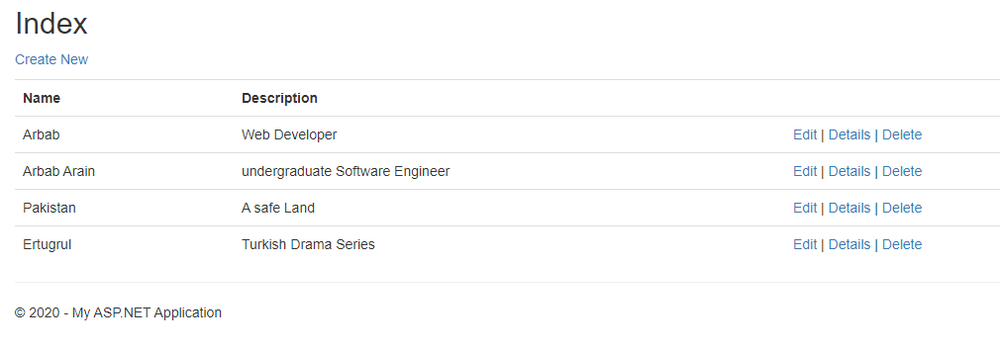 Index
Create New
Name Description
Arbab Web Developer Edit | Details | Delete
Arbab Arain undergraduate Software Engineer Edit | Details | Delete
Pakistan A safe Land Edit | Details | Delete
Ertugrul Turkish Drama Series Edit | Details | Delete
© 2020 - My ASP.NET Application